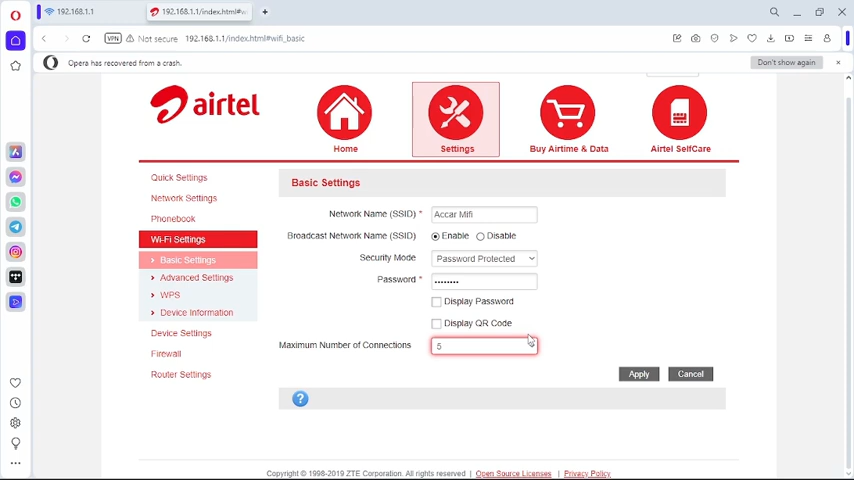 192.168.1.1
192.168.1.1/index.html#wi
VPN
Not secure
192.168.1.1/index.html#wifi_basic
Opera has recovered from a crash.
Don't show again
airtel
Home
Settings
Buy Airtime & Data
Airtel SelfCare
Quick Settings
Network Settings
Phonebook
Wi-Fi Settings
Basic Settings
Advanced Settings
WPS
Device Information
Device Settings
Firewall
Router Settings
Basic Settings
Network Name (SSID) *
Accar Mifi
Broadcast Network Name (SSID)
Enable
Disable
Security Mode
Password Protected
Password *
••••••••
Display Password
Display QR Code
Maximum Number of Connections
5
Apply
Cancel
?
Copyright © 1998-2019 ZTE Corporation. All rights reserved | Open Source Licenses | Privacy Policy